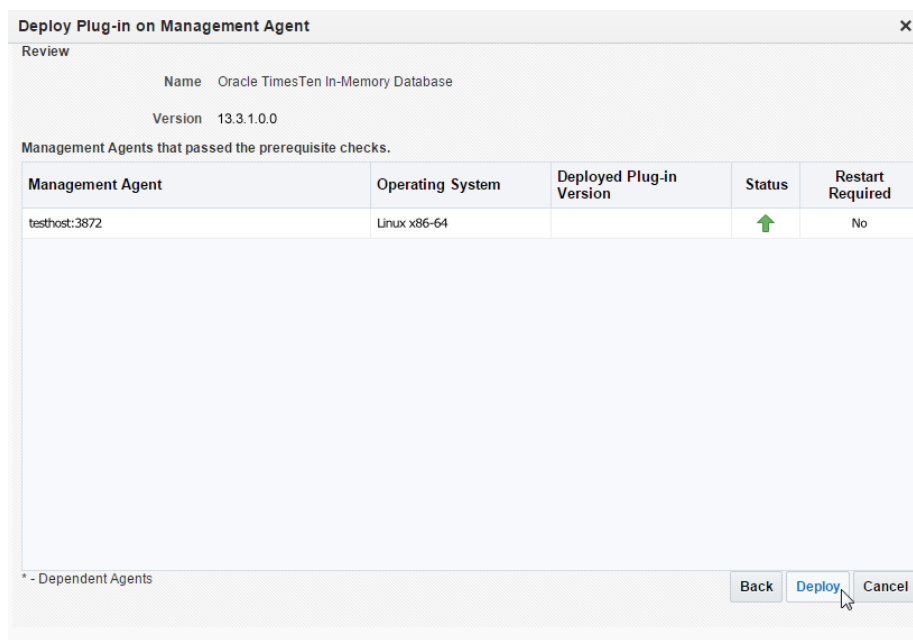 Deploy Plug-in on Management Agent
Review
Name Oracle TimesTen In-Memory Database
Version 13.3.1.0.0
Management Agents that passed the prerequisite checks.
Management Agent Operating System Deployed Plug-in Version Status Restart Required
testhost:3872 Linux x86-64 No
* - Dependent Agents
Back Deploy Cancel